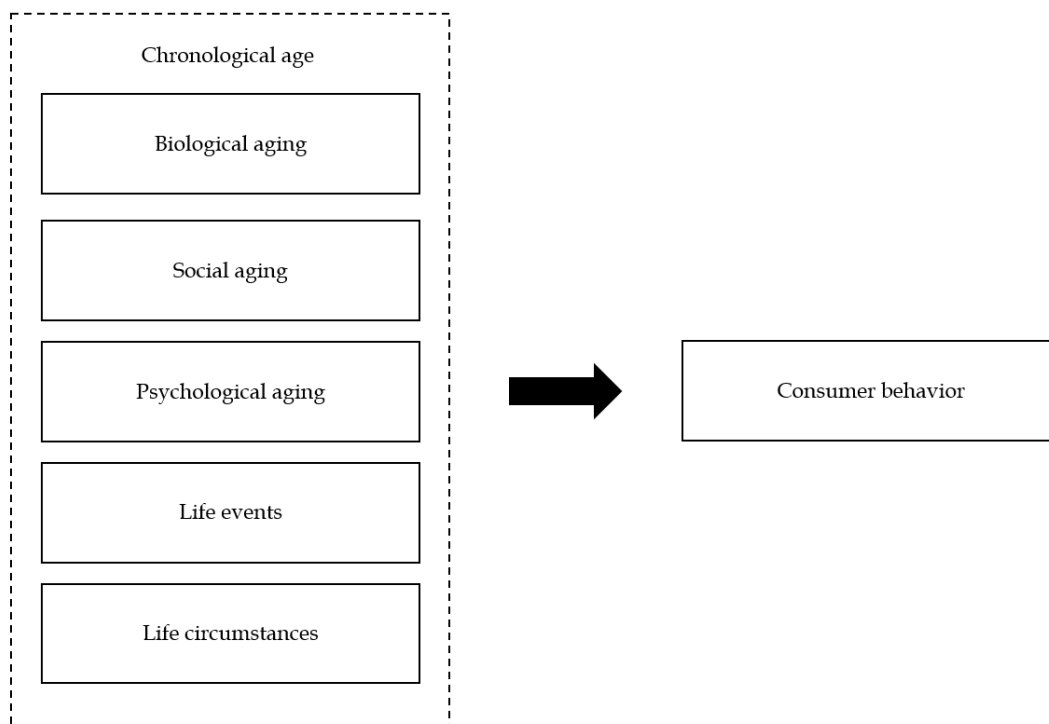 Chronological age
Biological aging
Social aging
Psychological aging
Consumer behavior
Life events
Life circumstances